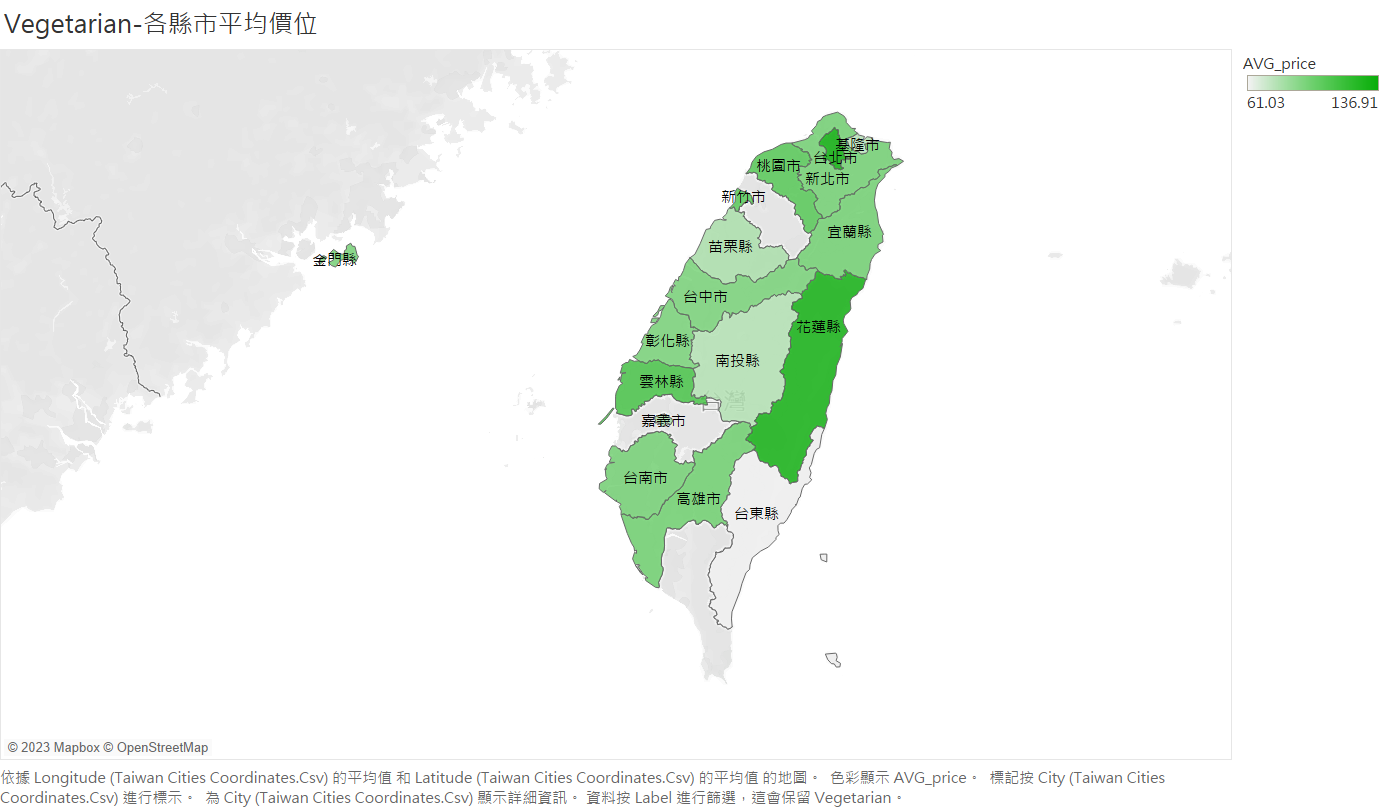 Vegetarian-各縣市平均價位
AVG_price
61.03
136.91
基隆市
台北市
桃園市
新北市
新竹市
宜蘭縣
苗栗縣
金門縣
台中市
花蓮縣
彰化縣
南投縣
雲林縣
台灣
嘉義市
台南市
高雄市
台東縣
© 2023 Mapbox © OpenStreetMap
依據 Longitude (Taiwan Cities Coordinates.Csv) 的平均值 和 Latitude (Taiwan Cities Coordinates.Csv) 的平均值 的地圖。 色彩顯示 AVG_price。 標記按 City (Taiwan Cities
Coordinates.Csv) 進行標示。 為 City (Taiwan Cities Coordinates.Csv) 顯示詳細資訊。 資料按 Label 進行篩選，這會保留 Vegetarian。